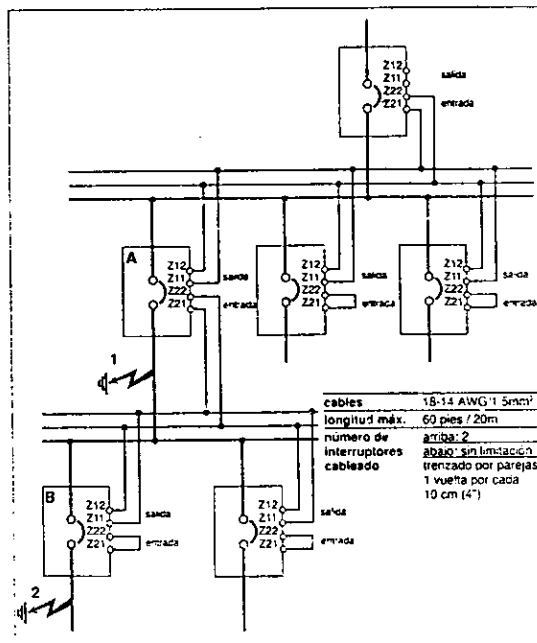 Z12
Z11 salida
Z22
Z21 entrada
A
Z12
Z11 salida
Z22
Z21 entrada
Z12
Z11 salida
Z22
Z21 entrada
Z12
Z11 salida
Z22
Z21 entrada
1
cables 18-14 AWG/1.5mm²
longitud máx. 60 pies / 20m
número de arriba: 2
interruptores abajo: sin limitación
cableado trenzado por parejas
1 vuelta por cada
10 cm (4")
B
Z12
Z11 salida
Z22
Z21 entrada
Z12
Z11 salida
Z22
Z21 entrada
2